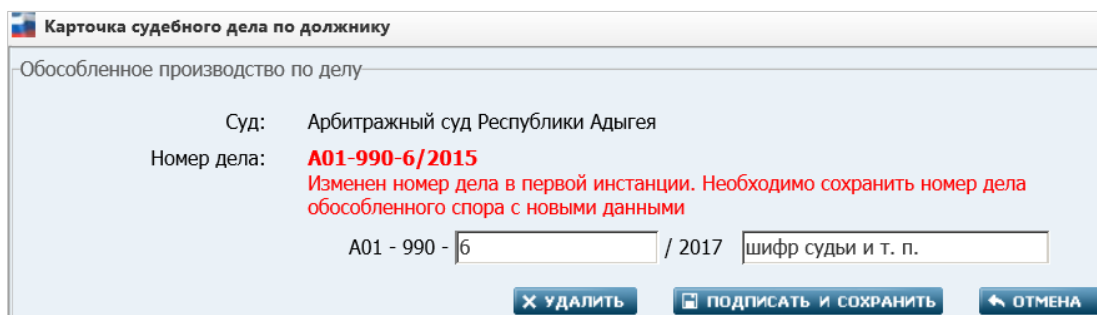 Карточка судебного дела по должнику
Обособленное производство по делу
Суд: Арбитражный суд Республики Адыгея
Номер дела: А01-990-6/2015
Изменен номер дела в первой инстанции. Необходимо сохранить номер дела
обособленного спора с новыми данными
А01 - 990 - 6 / 2017 шифр судьи и т. п.
УДАЛИТЬ ПОДПИСАТЬ И СОХРАНИТЬ ОТМЕНА